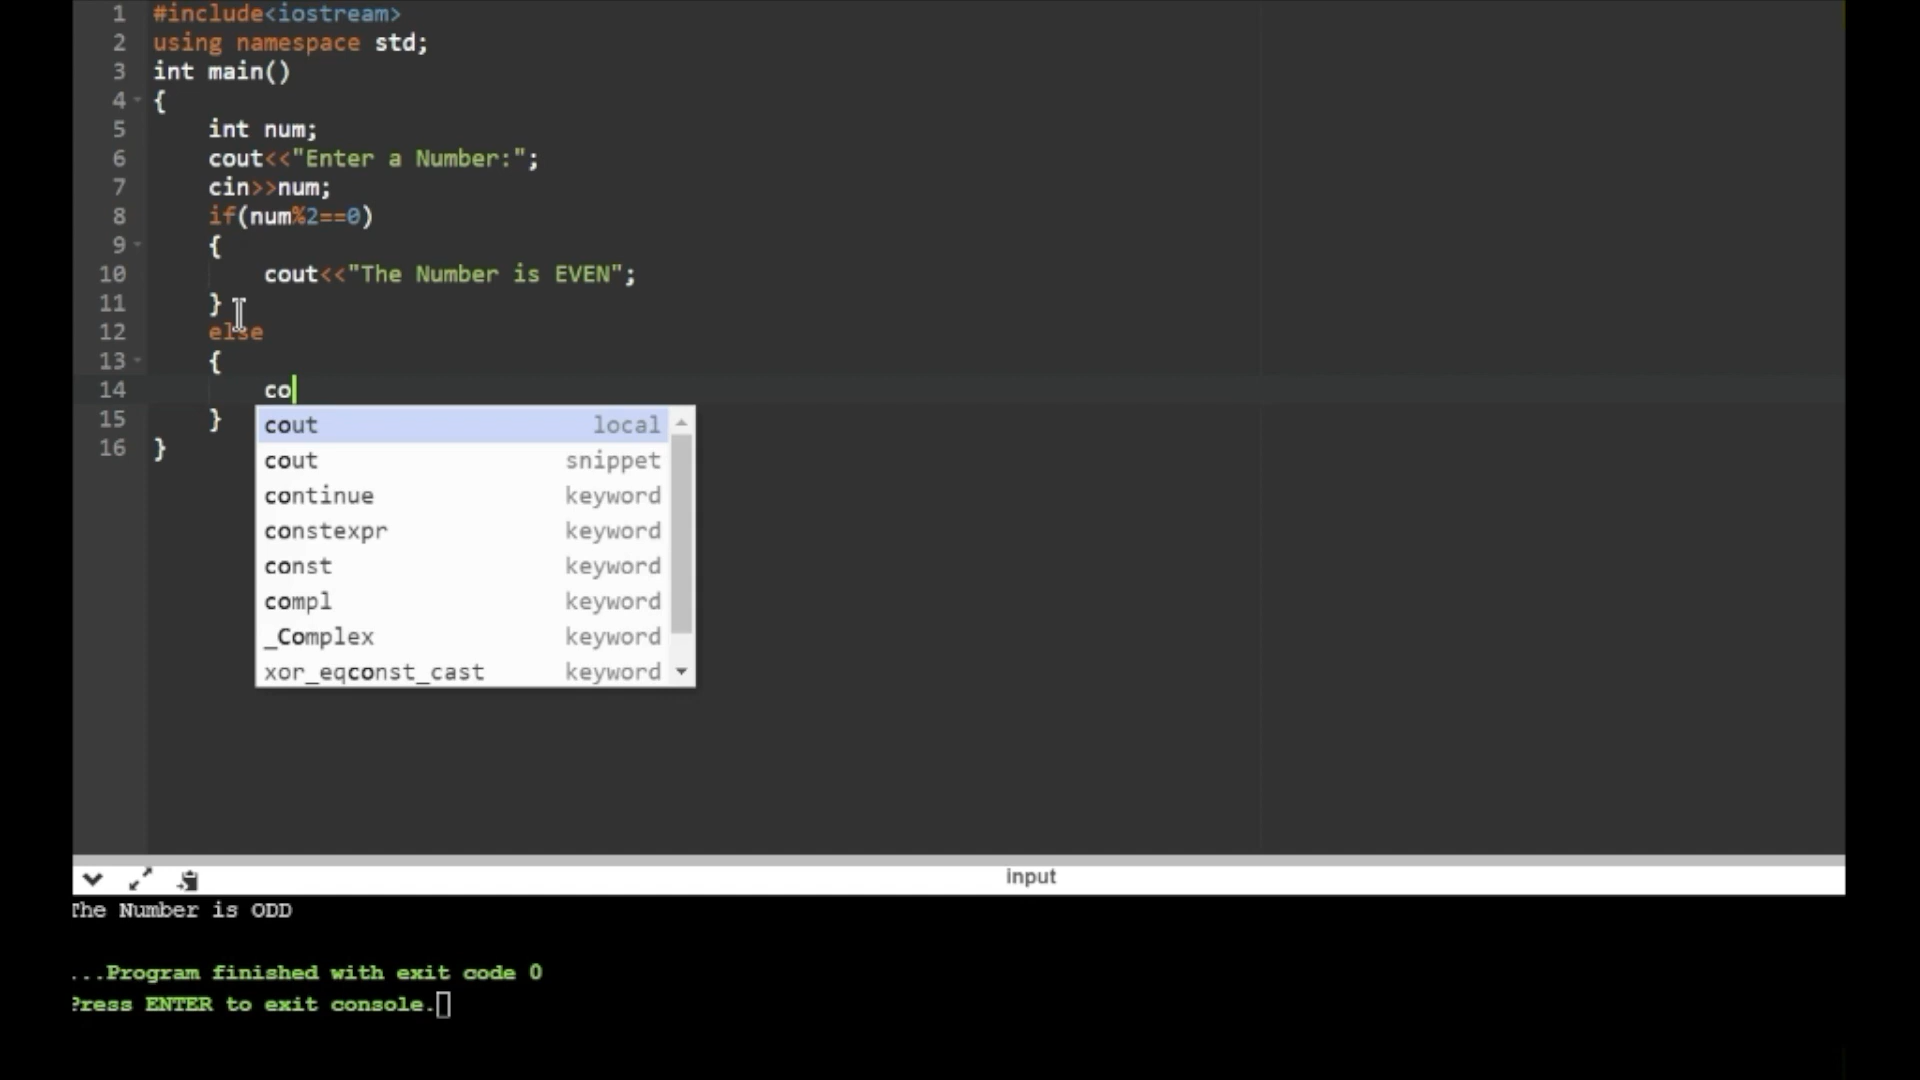 1 #include<iostream>
2 using namespace std;
3 int main()
4 {
5 int num;
6 cout<<"Enter a Number:";
7 cin>>num;
8 if(num%2==0)
9 {
10 cout<<"The Number is EVEN";
11 }
12 else
13 {
14 co
15 }
16 }
cout local
cout snippet
continue keyword
constexpr keyword
const keyword
compl keyword
_Complex keyword
xor_eqconst_cast keyword
input
The Number is ODD
...Program finished with exit code 0
Press ENTER to exit console.